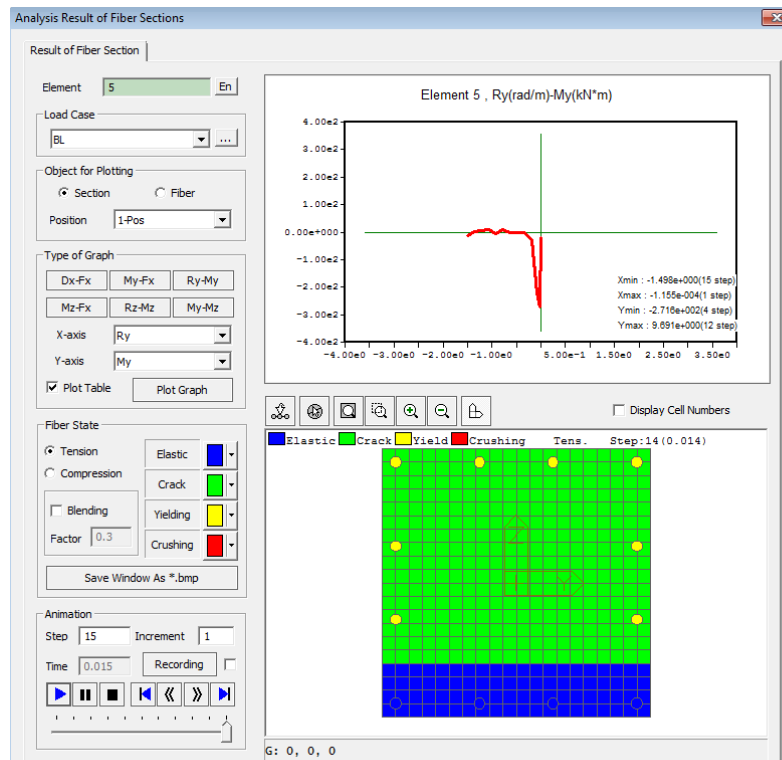 Analysis Result of Fiber Sections
Result of Fiber Section
Element 5 En
Load Case
BL ...
Object for Plotting
Section Fiber
Position 1-Pos
Type of Graph
Dx-Fx My-Fx Ry-My
Mz-Fx Rz-Mz My-Mz
X-axis Ry
Y-axis My
Plot Table Plot Graph
Fiber State
Tension Elastic
Compression Crack
Blending Yielding
Factor 0.3 Crushing
Save Window As *.bmp
Animation
Step 15 Increment 1
Time 0.015 Recording
Element 5 , Ry(rad/m)-My(kN*m)
4.00e2
3.00e2
2.00e2
1.00e2
0.00e+000
-1.00e2
-2.00e2
-3.00e2
-4.00e2
Xmin : -1.498e+000(15 step)
Xmax : -1.155e-004(1 step)
Ymin : -2.716e+002(4 step)
Ymax : 9.691e+000(12 step)
-4.00e0 -3.00e0 -2.00e0 -1.00e0 5.00e-1 1.50e0 2.50e0 3.50e0
Display Cell Numbers
Elastic Crack Yield Crushing Tens. Step:14(0.014)
Z
Y
G: 0, 0, 0